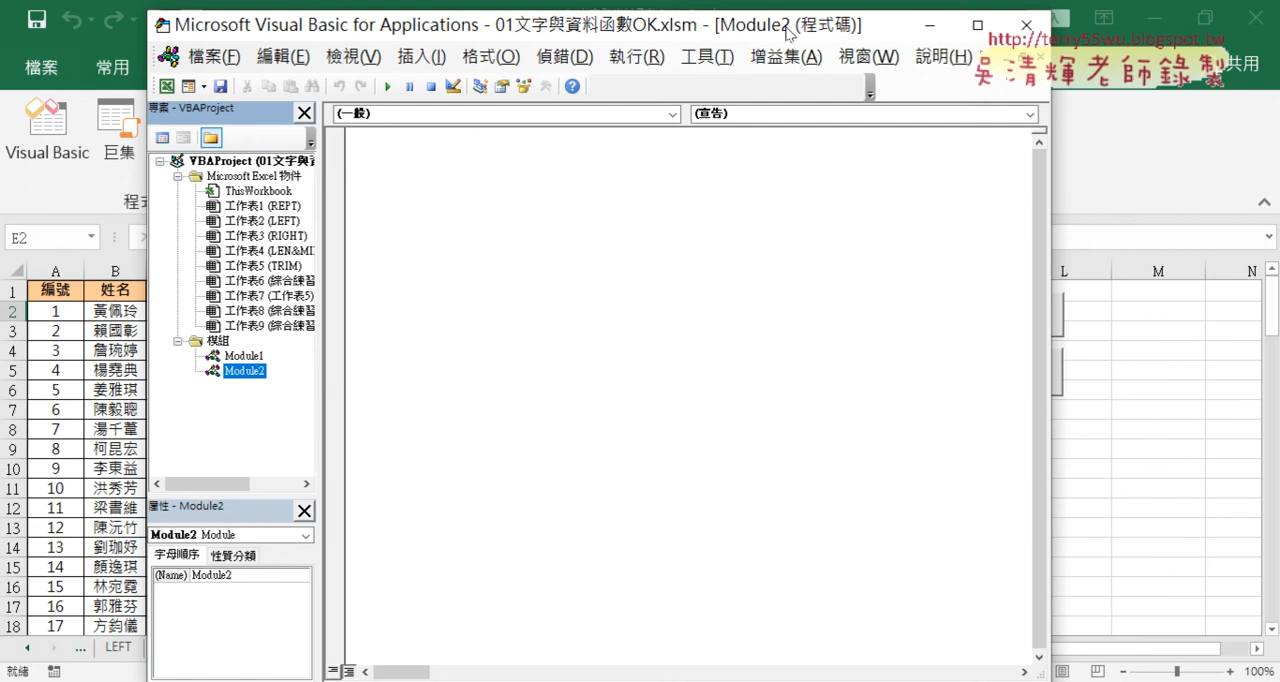 Microsoft Visual Basic for Applications - 01文字與資料函數OK.xlsm - [Module2 (程式碼)]
http://terry55wu.blogspot.tw
吳清輝老師錄製
檔案
常用
共用
檔案(F) 編輯(E) 檢視(V) 插入(I) 格式(O) 偵錯(D) 執行(R) 工具(T) 增益集(A) 視窗(W) 說明(H)
Visual Basic
巨集
程式
專案 - VBAProject
(一般)
(宣告)
VBAProject (01文字與資
Microsoft Excel 物件
ThisWorkbook
工作表1 (REPT)
工作表2 (LEFT)
工作表3 (RIGHT)
工作表4 (LEN&MI
工作表5 (TRIM)
工作表6 (綜合練習
工作表7 (工作表5)
工作表8 (綜合練習
工作表9 (綜合練習
模組
Module1
Module2
屬性 - Module2
Module2 Module
字母順序 性質分類
(Name) Module2
E2
A B L M N
1 編號 姓名
2 1 黃佩玲
3 2 賴國彰
4 3 詹琬婷
5 4 楊堯典
6 5 姜雅琪
7 6 陳毅聰
8 7 湯千葦
9 8 柯昆宏
10 9 李東益
11 10 洪秀芳
12 11 梁書維
13 12 陳沅竹
14 13 劉珈妤
15 14 顏逸琪
16 15 林宛霓
17 16 郭雅芬
18 17 方鈞儀
... LEFT
就緒
100%